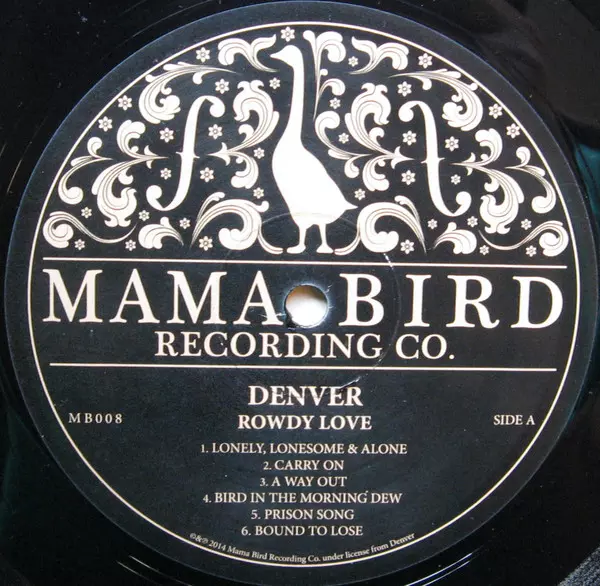 MAMA BIRD
RECORDING CO.
DENVER
ROWDY LOVE
MB008
SIDE A
1. LONELY, LONESOME & ALONE
2. CARRY ON
3. A WAY OUT
4. BIRD IN THE MORNING DEW
5. PRISON SONG
6. BOUND TO LOSE
©&℗ 2014 Mama Bird Recording Co. under license from Denver